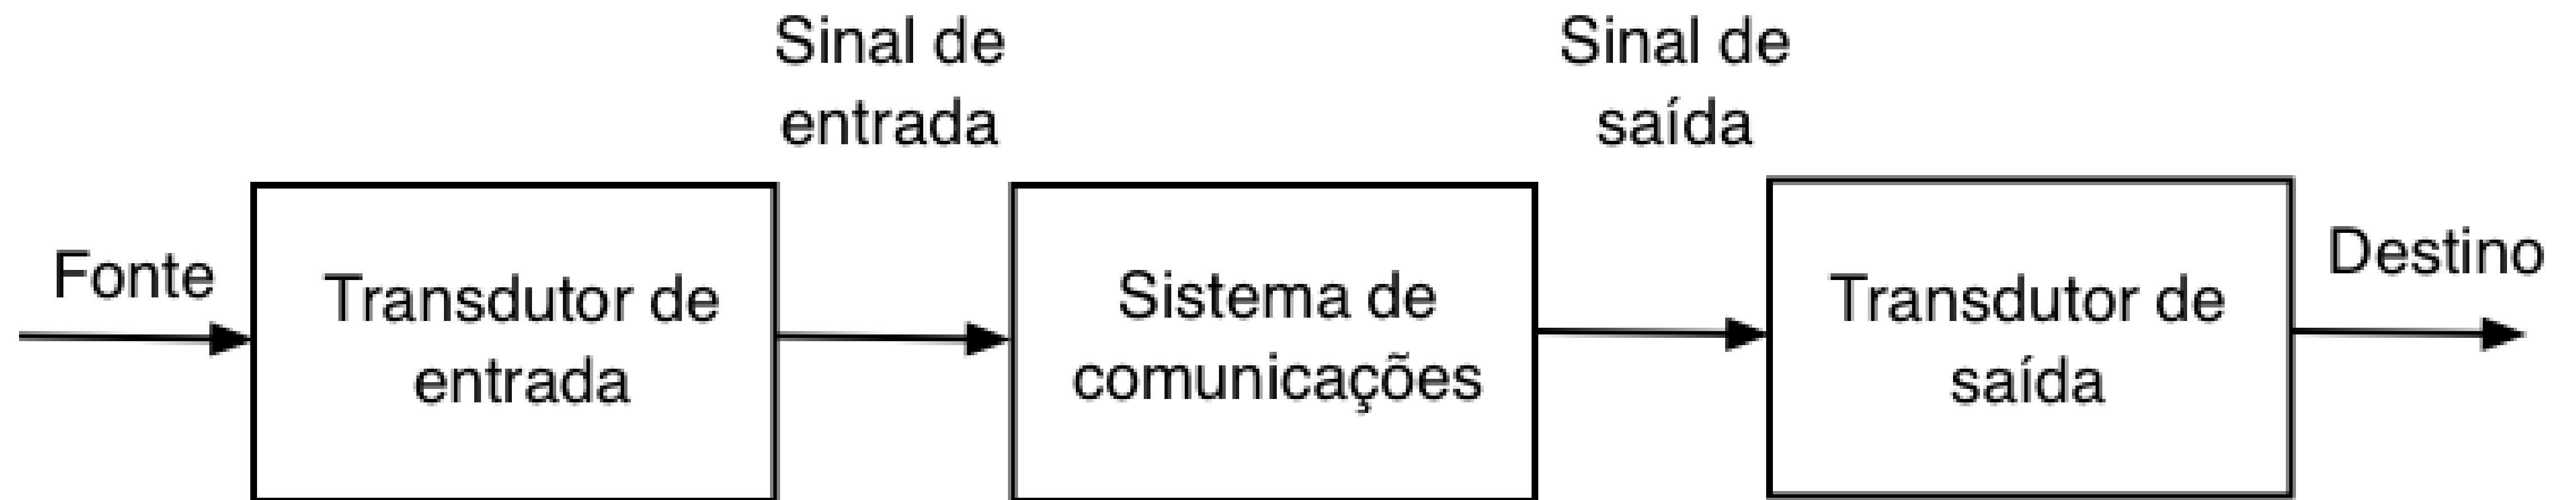 Sinal de
entrada
Sinal de
saída
Fonte
Transdutor de
entrada
Sistema de
comunicações
Transdutor de
saída
Destino